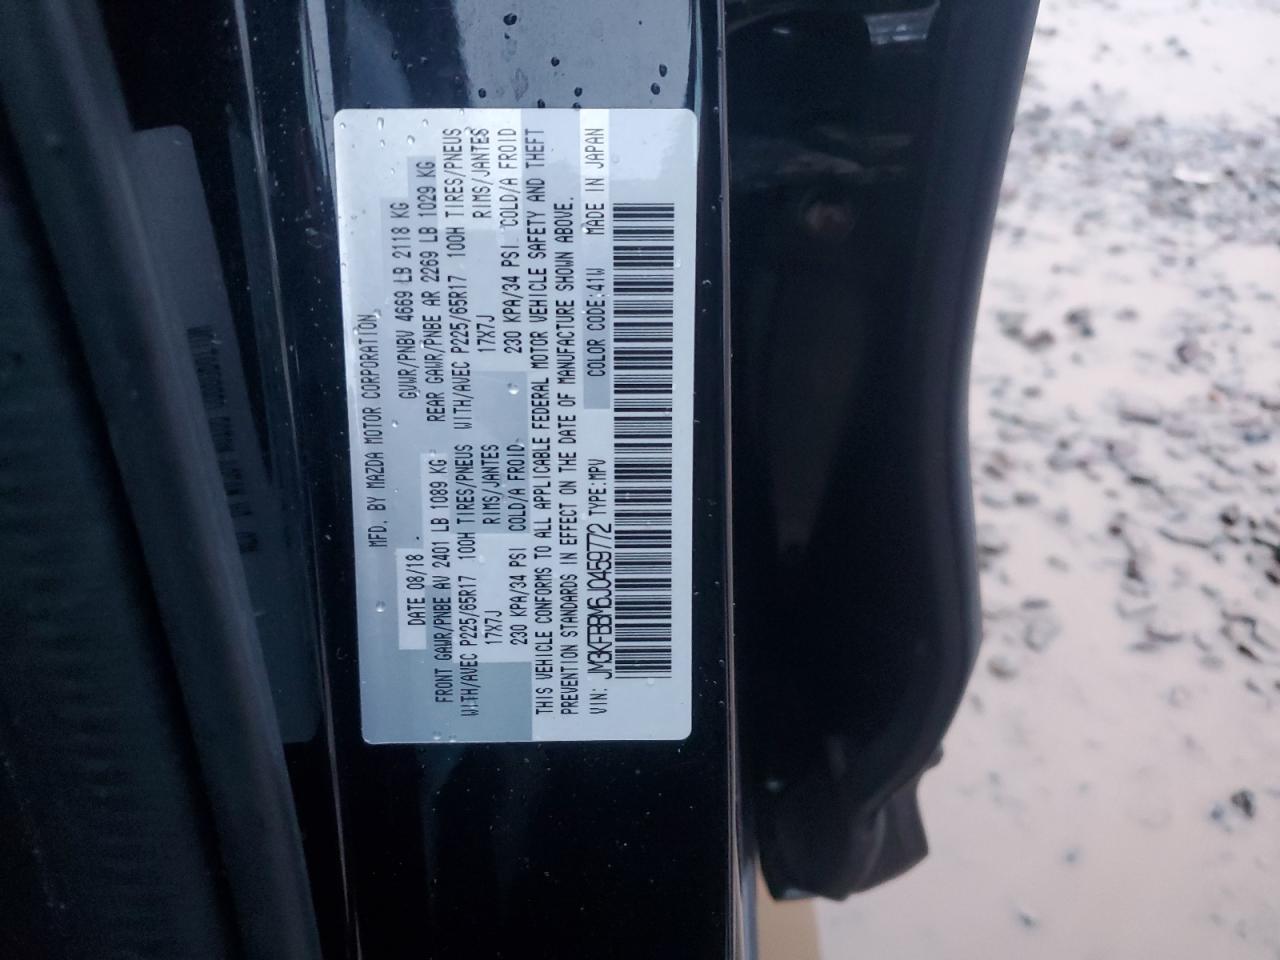 MFD. BY MAZDA MOTOR CORPORATION
DATE 08/18 GVWR/PNBV 4669 LB 2118 KG
FRONT GAWR/PNBE AV 2401 LB 1089 KG REAR GAWR/PNBE AR 2269 LB 1029 KG
WITH/AVEC P225/65R17 100H TIRES/PNEUS WITH/AVEC P225/65R17 100H TIRES/PNEUS
17X7J RIMS/JANTES 17X7J RIMS/JANTES
230 KPA/34 PSI COLD/A FROID 230 KPA/34 PSI COLD/A FROID
THIS VEHICLE CONFORMS TO ALL APPLICABLE FEDERAL MOTOR VEHICLE SAFETY AND THEFT
PREVENTION STANDARDS IN EFFECT ON THE DATE OF MANUFACTURE SHOWN ABOVE.
VIN: JM3KFBBM6J0459772 TYPE:MPV COLOR CODE:41W MADE IN JAPAN